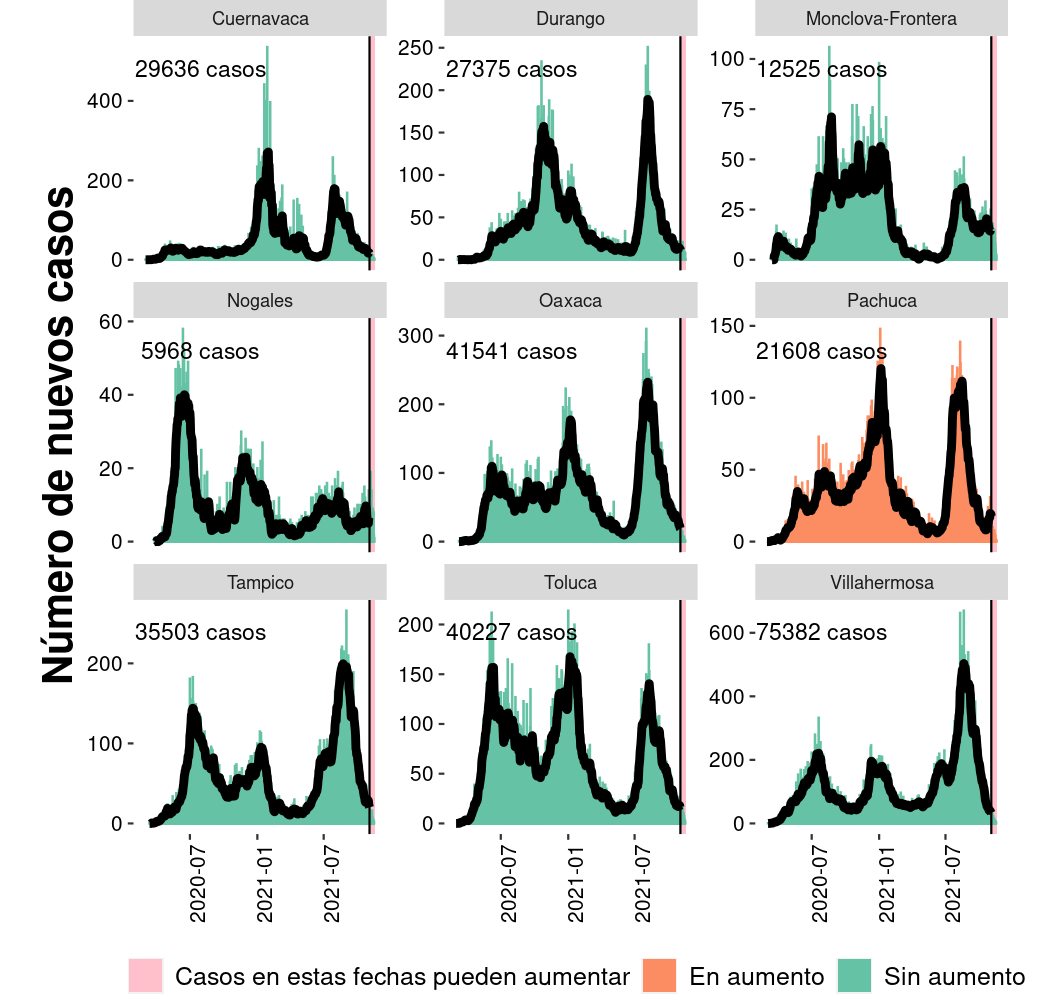 Número de nuevos casos
Cuernavaca
29636 casos
400
200
0
Durango
27375 casos
250
200
150
100
50
0
Monclova-Frontera
12525 casos
100
75
50
25
0
Nogales
5968 casos
60
40
20
0
Oaxaca
41541 casos
300
200
100
0
Pachuca
21608 casos
150
100
50
0
Tampico
35503 casos
200
100
0
Toluca
40227 casos
200
150
100
50
0
Villahermosa
75382 casos
600
400
200
0
2020-07
2021-01
2021-07
2020-07
2021-01
2021-07
2020-07
2021-01
2021-07
Casos en estas fechas pueden aumentar
En aumento
Sin aumento